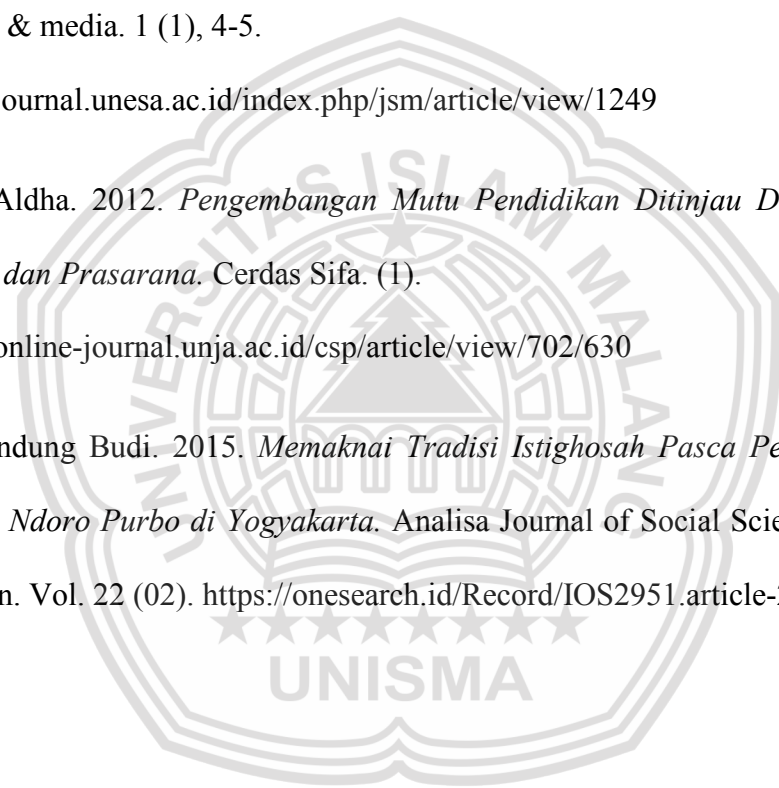 & media. 1 (1), 4-5.
ournal.unesa.ac.id/index.php/jsm/article/view/1249
Aldha. 2012. Pengembangan Mutu Pendidikan Ditinjau D
dan Prasarana. Cerdas Sifa. (1).
online-journal.unja.ac.id/csp/article/view/702/630
ndung Budi. 2015. Memaknai Tradisi Istighosah Pasca Pe
Ndoro Purbo di Yogyakarta. Analisa Journal of Social Scie
n. Vol. 22 (02). https://onesearch.id/Record/IOS2951.article-
UNIVERSITAS ISLAM MALANG
UNISMA